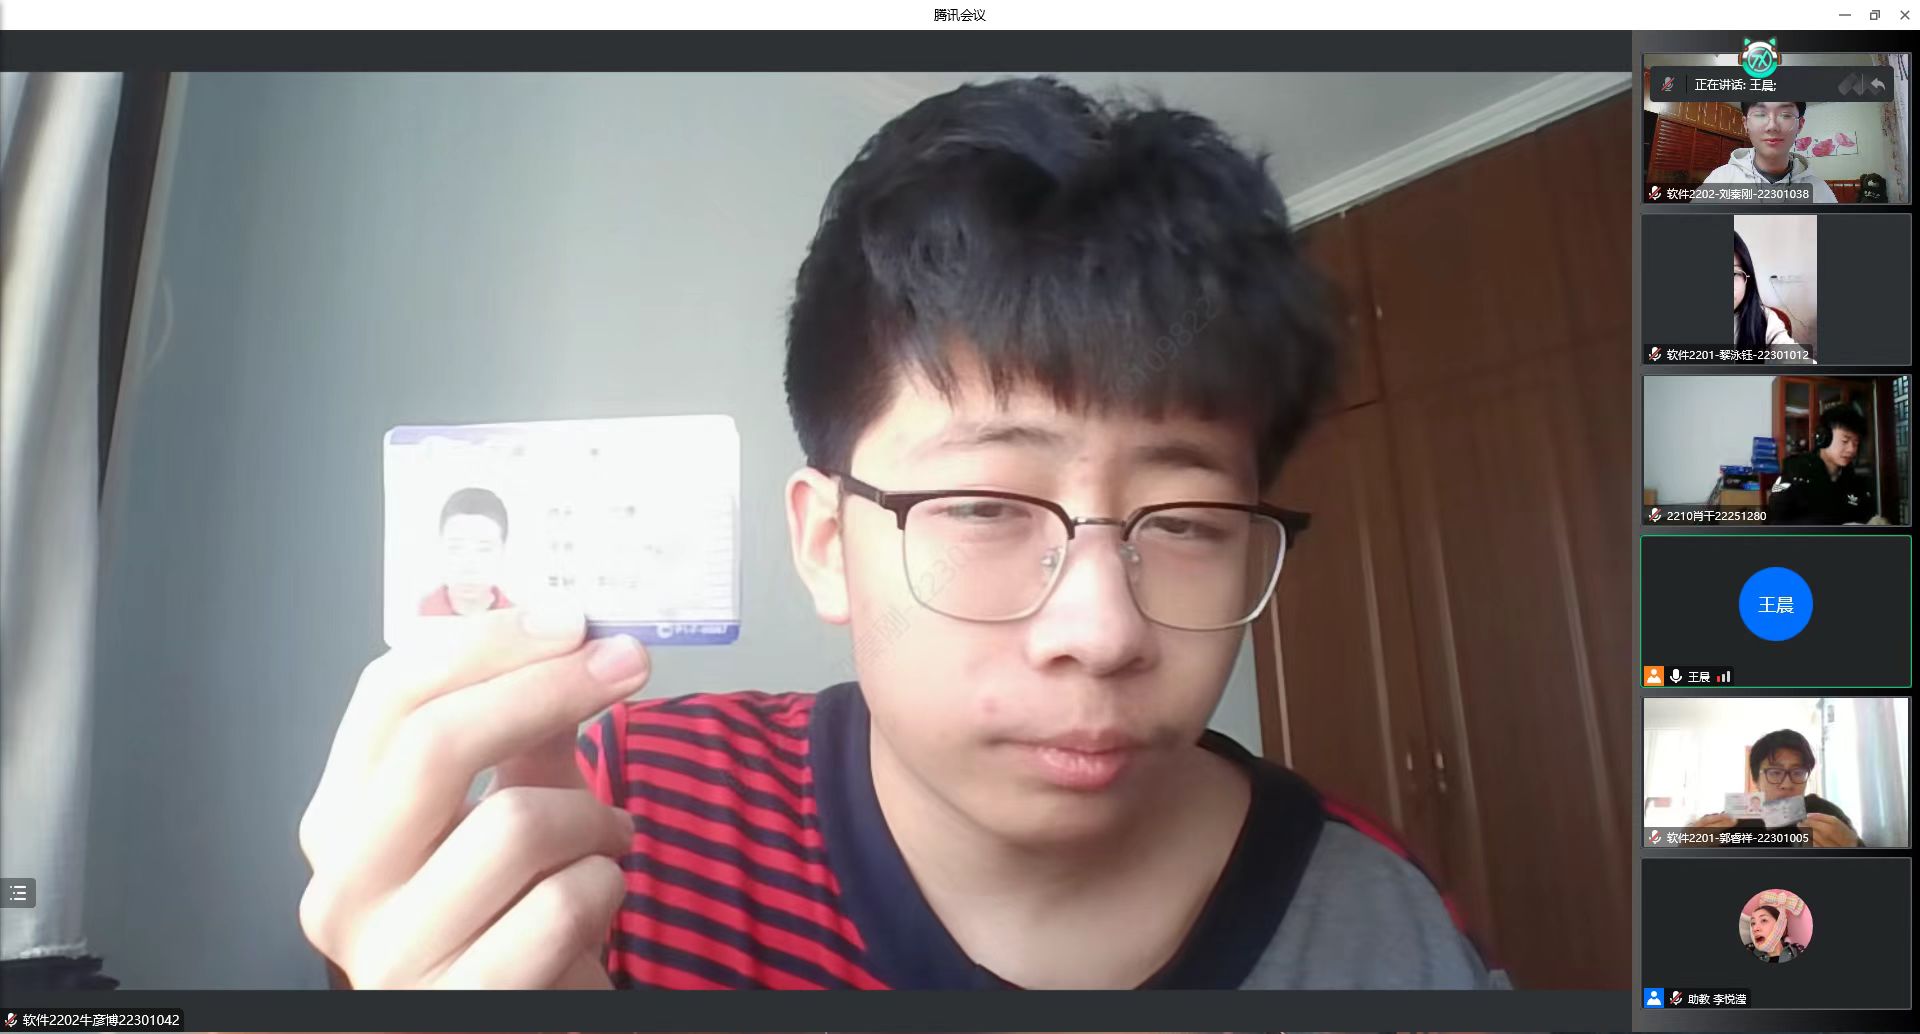 腾讯会议
正在讲话: 王晨;
软件2202-刘秦刚-22301038
软件2201-黎泳钰-22301012
2210肖干22251280
王晨
王晨
软件2201-郭睿祥-22301005
助教 李悦滢
软件2202牛彦博22301042